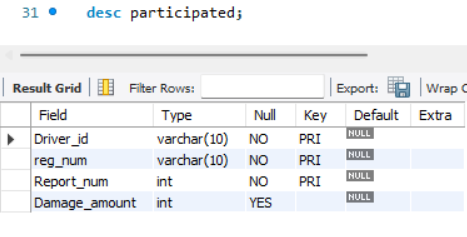 31 desc participated;
Result Grid Filter Rows: Export: Wrap C
Field Type Null Key Default Extra
Driver_id varchar(10) NO PRI NULL
reg_num varchar(10) NO PRI NULL
Report_num int NO PRI NULL
Damage_amount int YES NULL